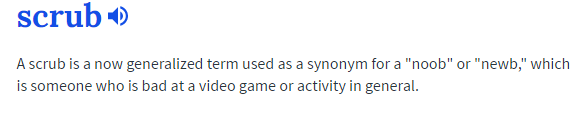 scrub
A scrub is a now generalized term used as a synonym for a "noob" or "newb," which
is someone who is bad at a video game or activity in general.